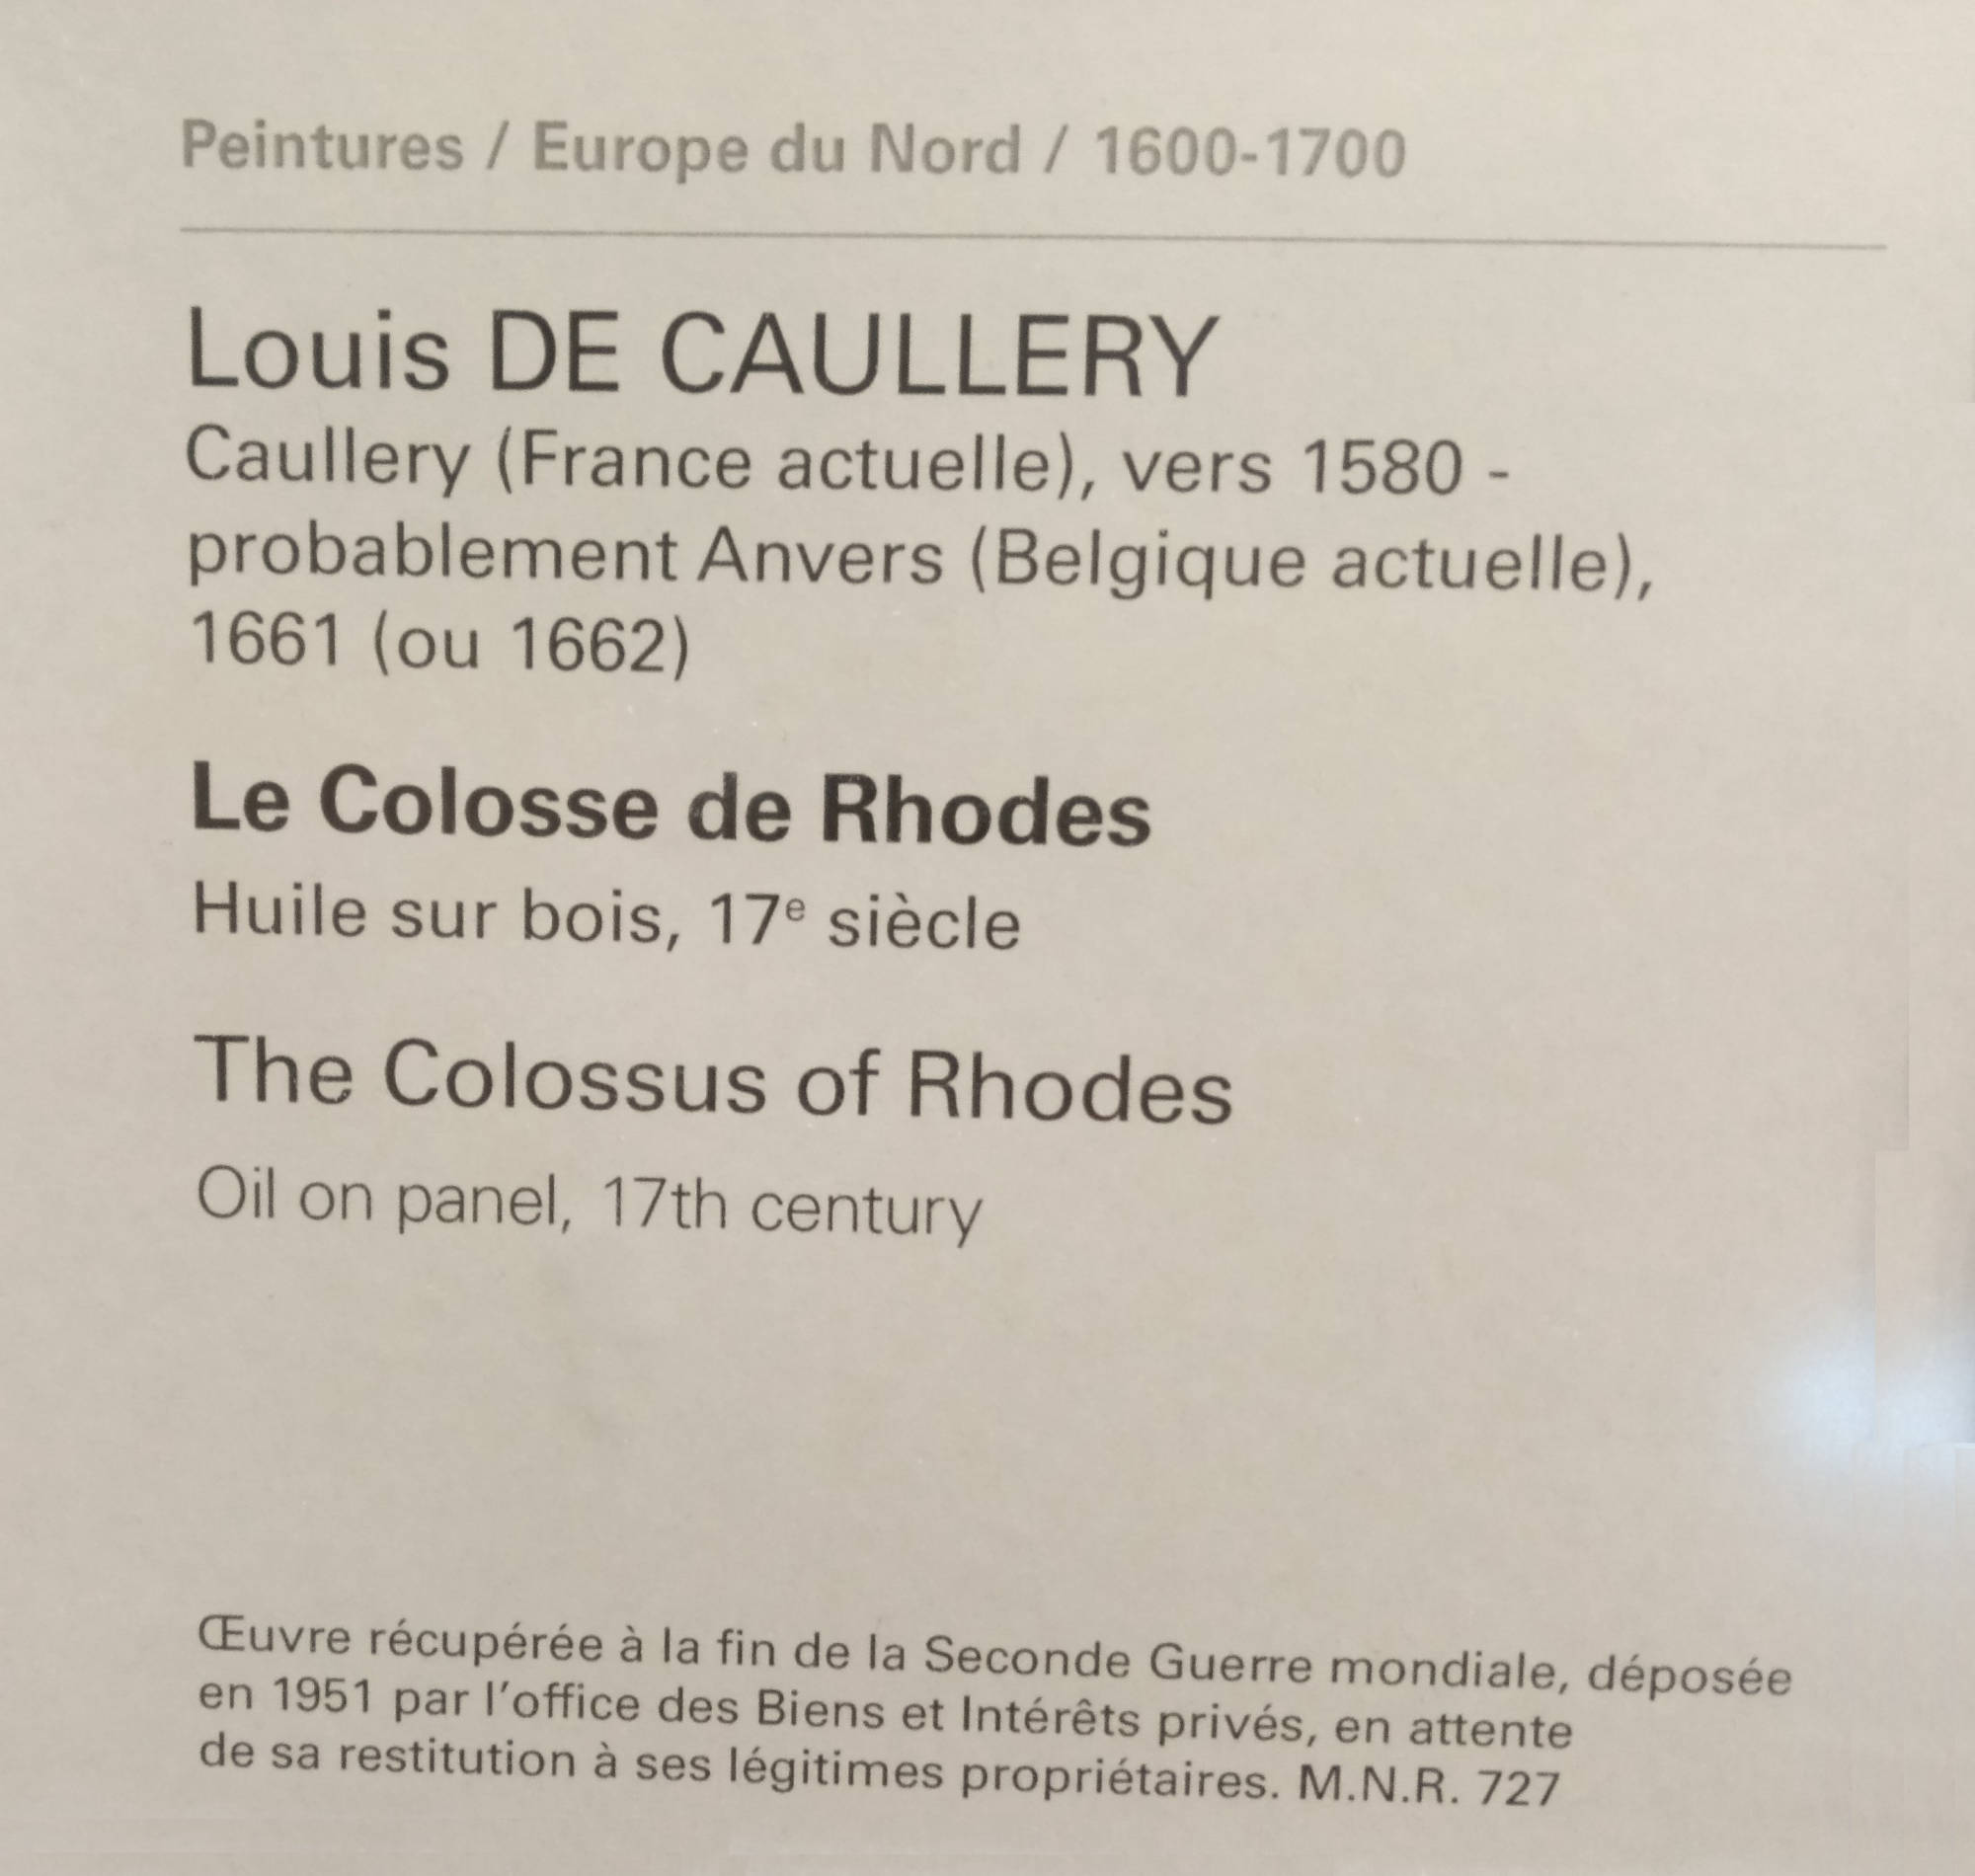 Peintures / Europe du Nord / 1600-1700
Louis DE CAULLERY
Caullery (France actuelle), vers 1580 -
probablement Anvers (Belgique actuelle),
1661 (ou 1662)
Le Colosse de Rhodes
Huile sur bois, 17e siècle
The Colossus of Rhodes
Oil on panel, 17th century
Œuvre récupérée à la fin de la Seconde Guerre mondiale, déposée
en 1951 par l'office des Biens et Intérêts privés, en attente
de sa restitution à ses légitimes propriétaires. M.N.R. 727